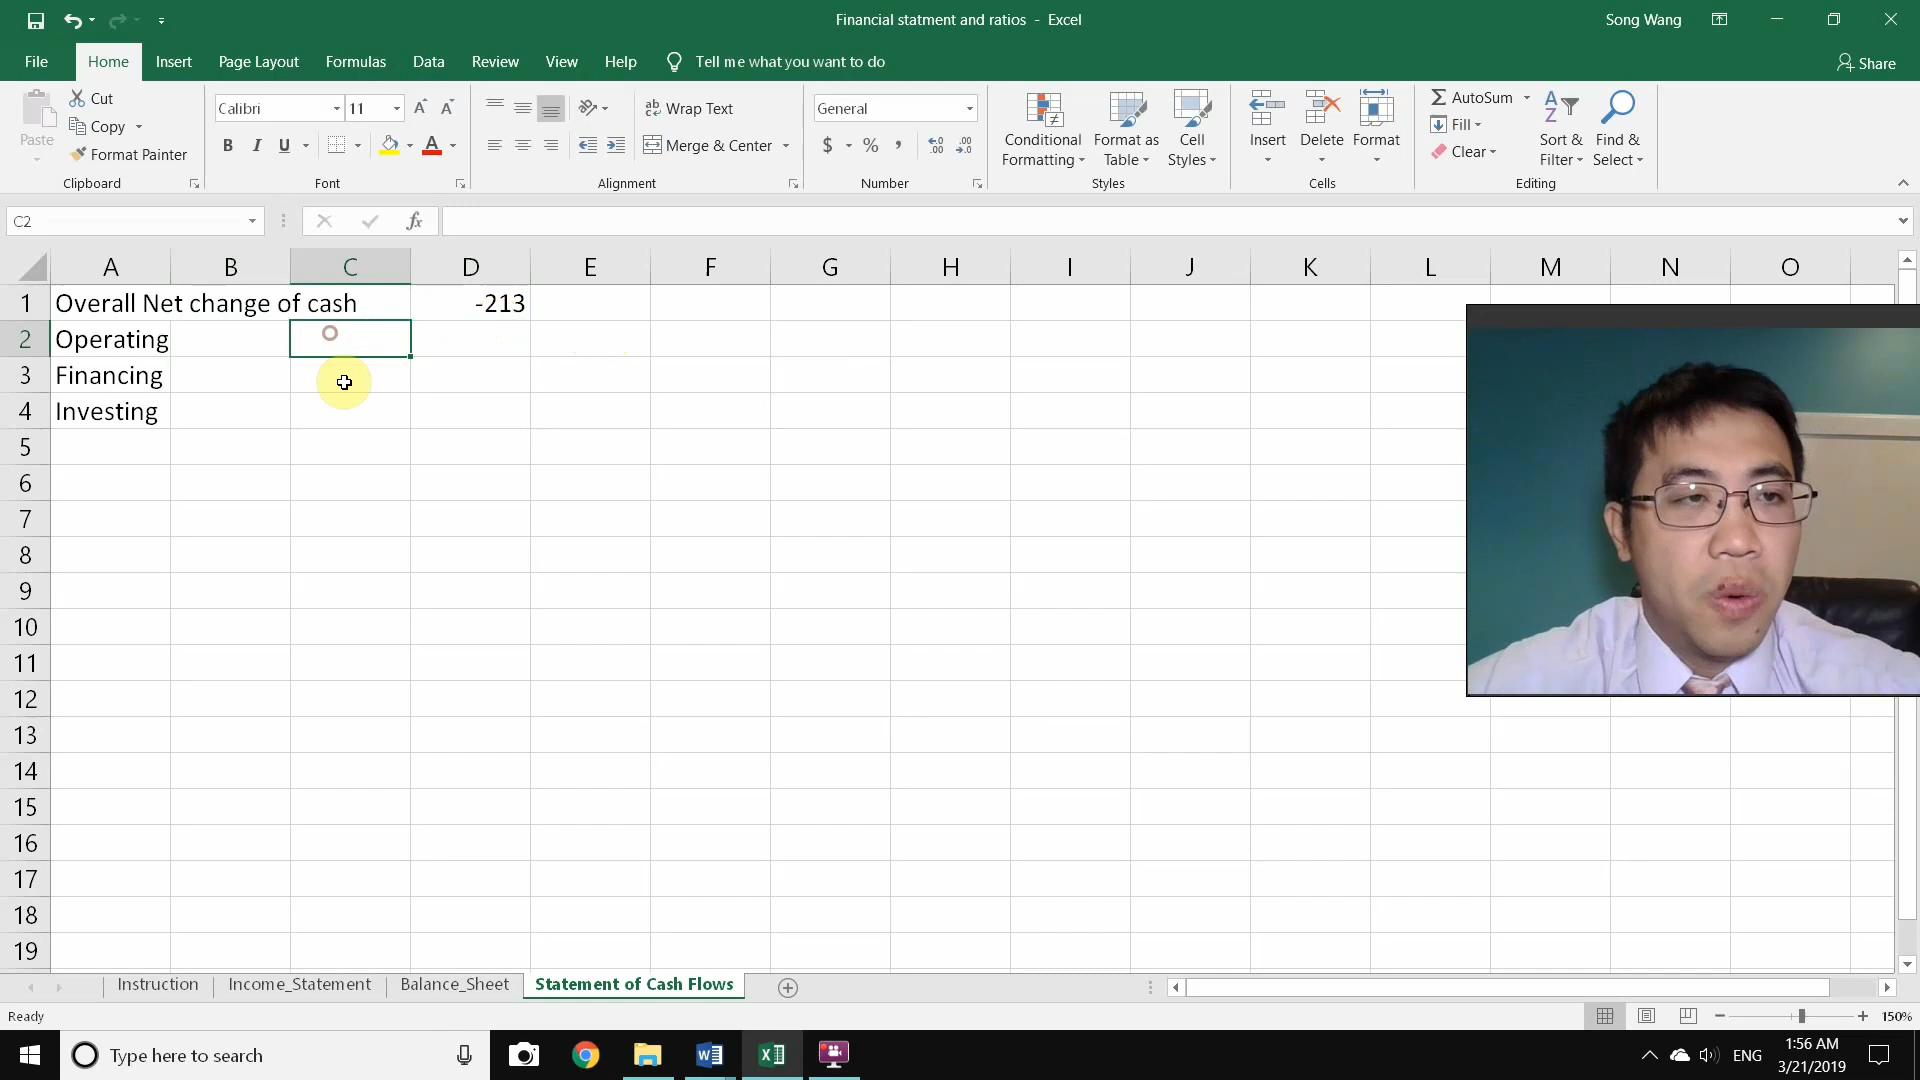 Financial statment and ratios - Excel
Song Wang
File Home Insert Page Layout Formulas Data Review View Help Tell me what you want to do Share
Paste
Cut
Copy
Format Painter
Clipboard
Calibri 11
B I U
Font
Wrap Text
Merge & Center
Alignment
General
$ % ,
Number
Conditional Formatting
Format as Table
Cell Styles
Styles
Insert
Delete
Format
Cells
AutoSum
Fill
Clear
Sort & Filter
Find & Select
Editing
C2
fx
A B C D E F G H I J K L M N O
1 Overall Net change of cash -213
2 Operating
3 Financing
4 Investing
5
6
7
8
9
10
11
12
13
14
15
16
17
18
19
Instruction Income_Statement Balance_Sheet Statement of Cash Flows
Ready
150%
Type here to search
ENG
1:56 AM
3/21/2019